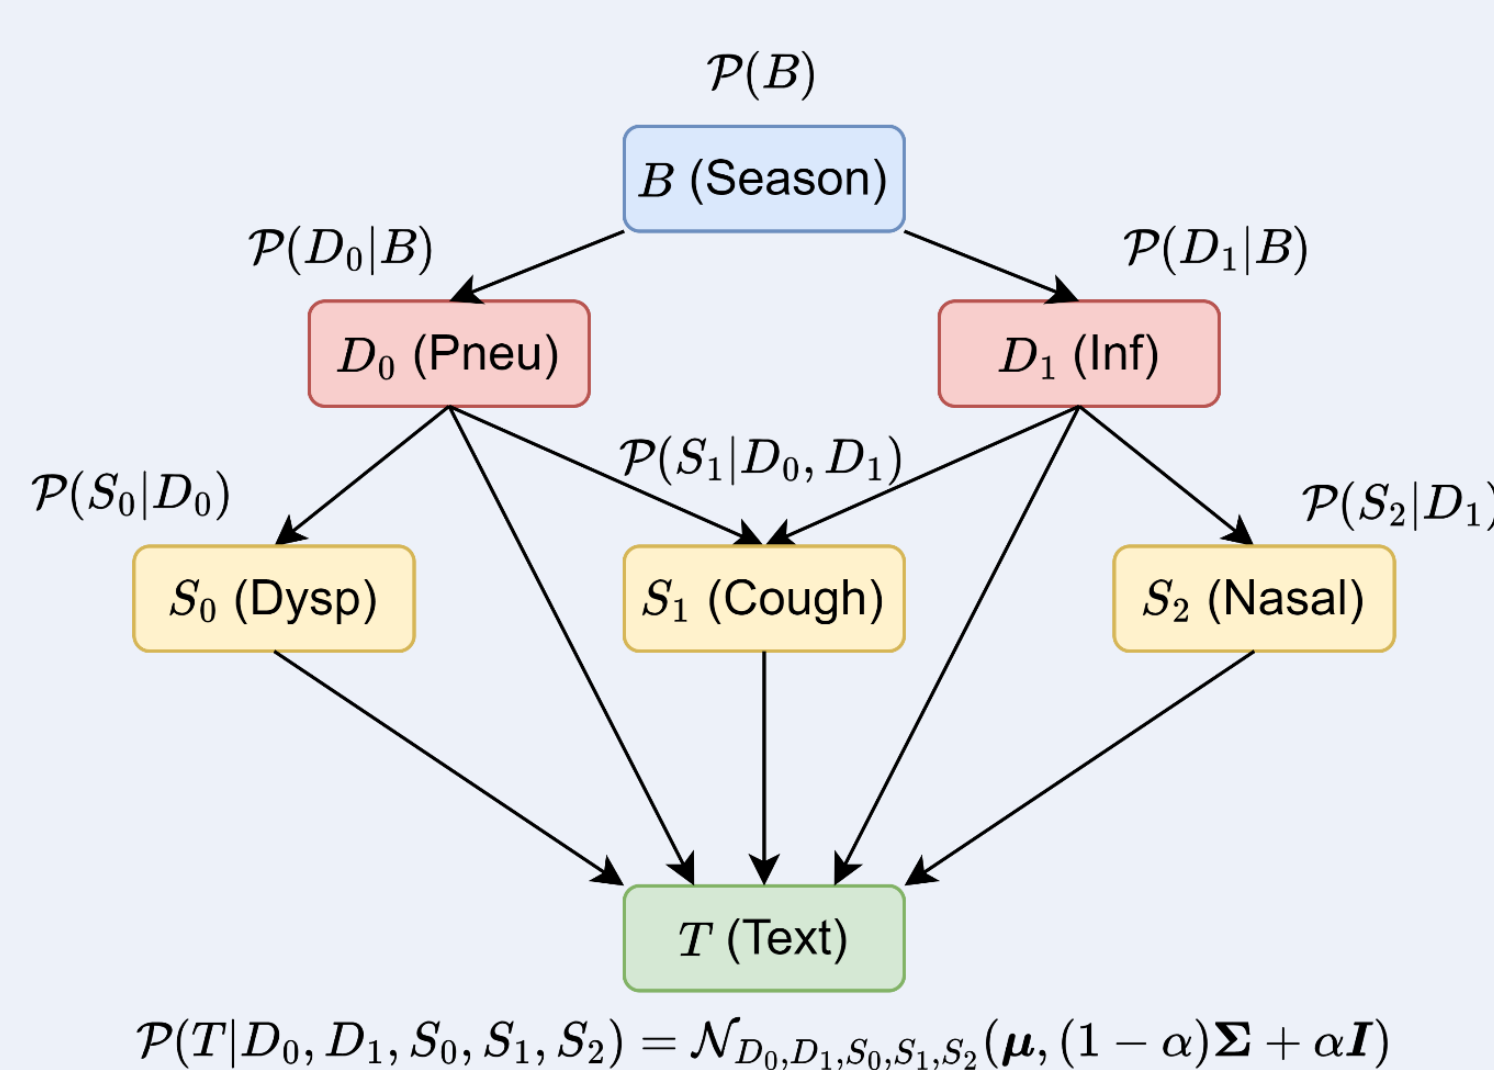 𝒫(B)
B (Season)
𝒫(D₀|B)
𝒫(D₁|B)
D₀ (Pneu)
D₁ (Inf)
𝒫(S₁|D₀, D₁)
𝒫(S₀|D₀)
𝒫(S₂|D₁)
S₀ (Dysp)
S₁ (Cough)
S₂ (Nasal)
T (Text)
𝒫(T|D₀, D₁, S₀, S₁, S₂) = 𝒩_{D₀,D₁,S₀,S₁,S₂}(𝝁, (1 − α)𝚺 + α𝑰)